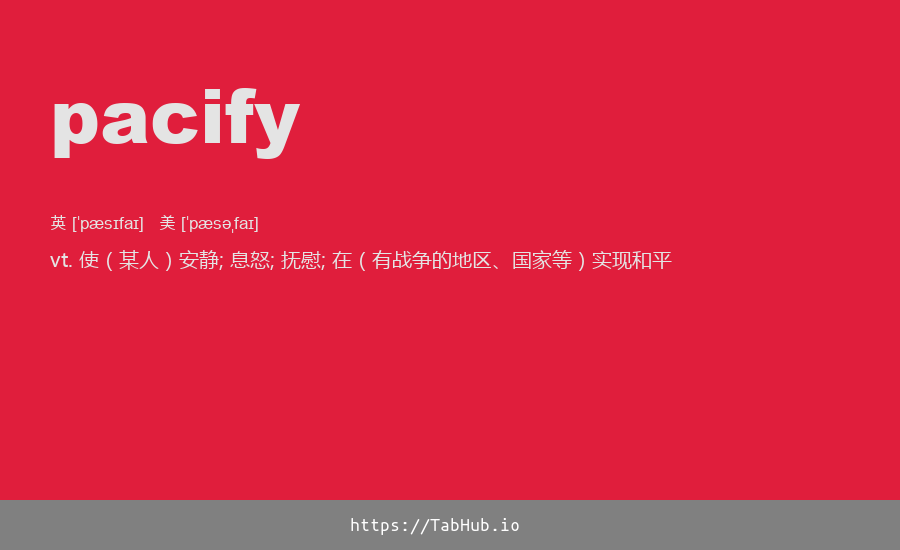 pacify
英 [ˈpæsɪfaɪ] 美 [ˈpæsəˌfaɪ]
vt. 使（某人）安静; 息怒; 抚慰; 在（有战争的地区、国家等）实现和平
https://TabHub.io